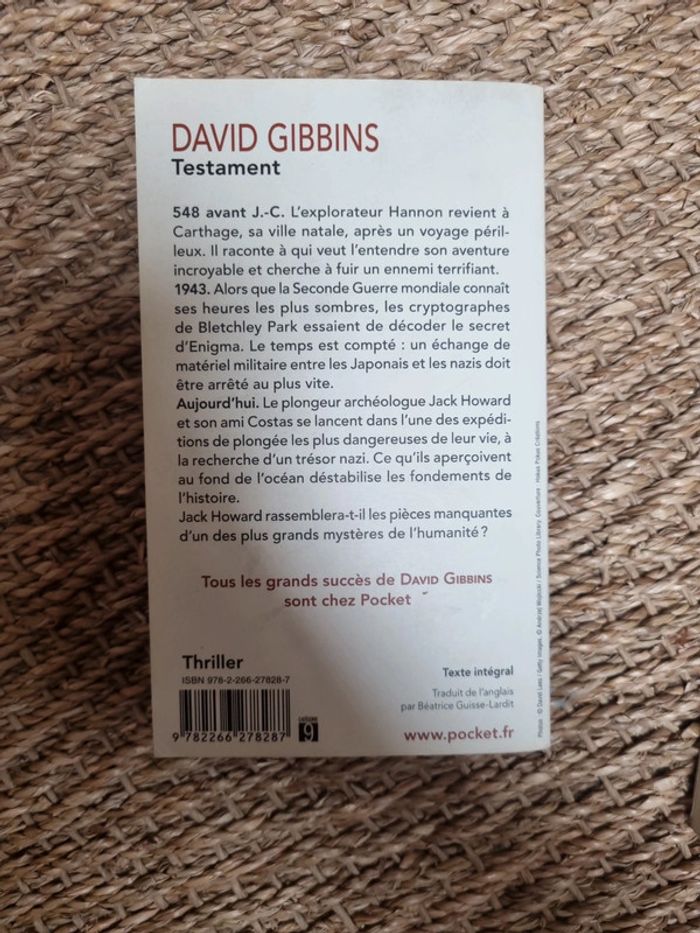 DAVID GIBBINS
Testament
548 avant J.-C. L'explorateur Hannon revient à
Carthage, sa ville natale, après un voyage péril-
leux. Il raconte à qui veut l'entendre son aventure
incroyable et cherche à fuir un ennemi terrifiant.
1943. Alors que la Seconde Guerre mondiale connaît
ses heures les plus sombres, les cryptographes
de Bletchley Park essaient de décoder le secret
d'Enigma. Le temps est compté : un échange de
matériel militaire entre les Japonais et les nazis doit
être arrêté au plus vite.
Aujourd'hui. Le plongeur archéologue Jack Howard
et son ami Costas se lancent dans l'une des expédi-
tions de plongée les plus dangereuses de leur vie, à
la recherche d'un trésor nazi. Ce qu'ils aperçoivent
au fond de l'océan déstabilise les fondements de
l'histoire.
Jack Howard rassemblera-t-il les pièces manquantes
d'un des plus grands mystères de l'humanité ?
Tous les grands succès de DAVID GIBBINS
sont chez Pocket
Thriller
ISBN 978-2-266-27828-7
9 782266 278287
9
Texte intégral
Traduit de l'anglais
par Béatrice Guisse-Lardit
www.pocket.fr